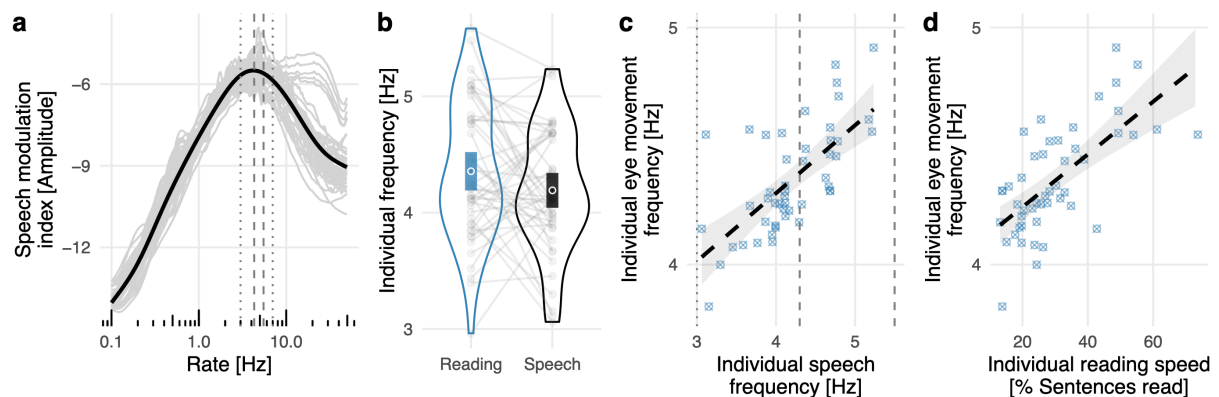 a
Speech modulation
index [Amplitude]
−6
−9
−12
0.1
1.0
10.0
Rate [Hz]
b
Individual frequency [Hz]
5
4
3
Reading
Speech
c
Individual eye movement
frequency [Hz]
5
4
3
4
5
Individual speech
frequency [Hz]
d
Individual eye movement
frequency [Hz]
5
4
20
40
60
Individual reading speed
[% Sentences read]